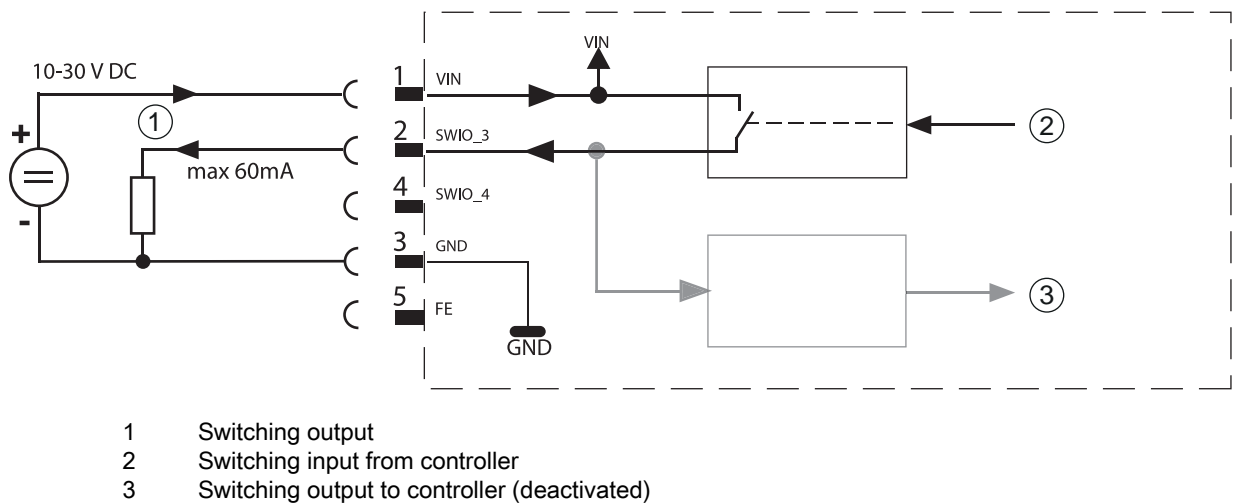 VIN
10-30 V DC
1 VIN
1
2 SWIO_3
2
+
max 60mA
4 SWIO_4
-
3 GND
3
5 FE
GND
1 Switching output
2 Switching input from controller
3 Switching output to controller (deactivated)